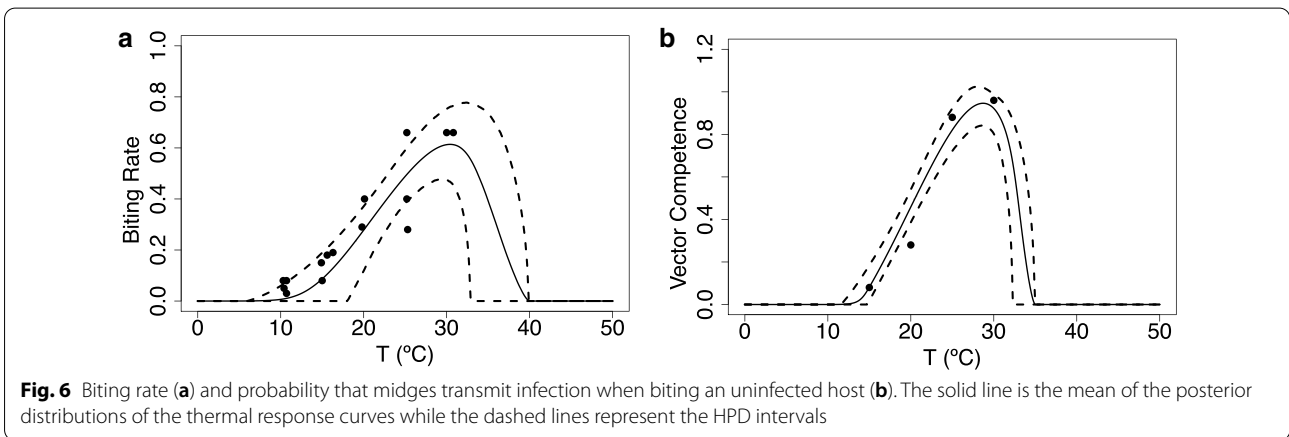 a
b
Biting Rate
0.0 0.2 0.4 0.6 0.8 1.0
0 10 20 30 40 50
T (ºC)
Vector Competence
0.0 0.4 0.8 1.2
0 10 20 30 40 50
T (ºC)
Fig. 6 Biting rate (a) and probability that midges transmit infection when biting an uninfected host (b). The solid line is the mean of the posterior
distributions of the thermal response curves while the dashed lines represent the HPD intervals